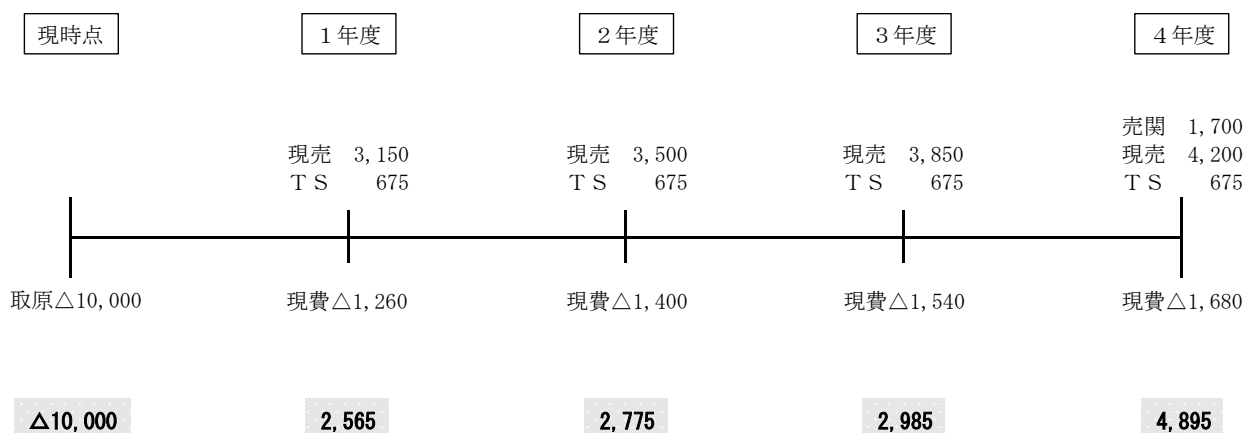 現時点 １年度 ２年度 ３年度 ４年度
売関 1,700
現売 3,150 現売 3,500 現売 3,850 現売 4,200
ＴＳ 675 ＴＳ 675 ＴＳ 675 ＴＳ 675
取原△10,000 現費△1,260 現費△1,400 現費△1,540 現費△1,680
△10,000 2,565 2,775 2,985 4,895